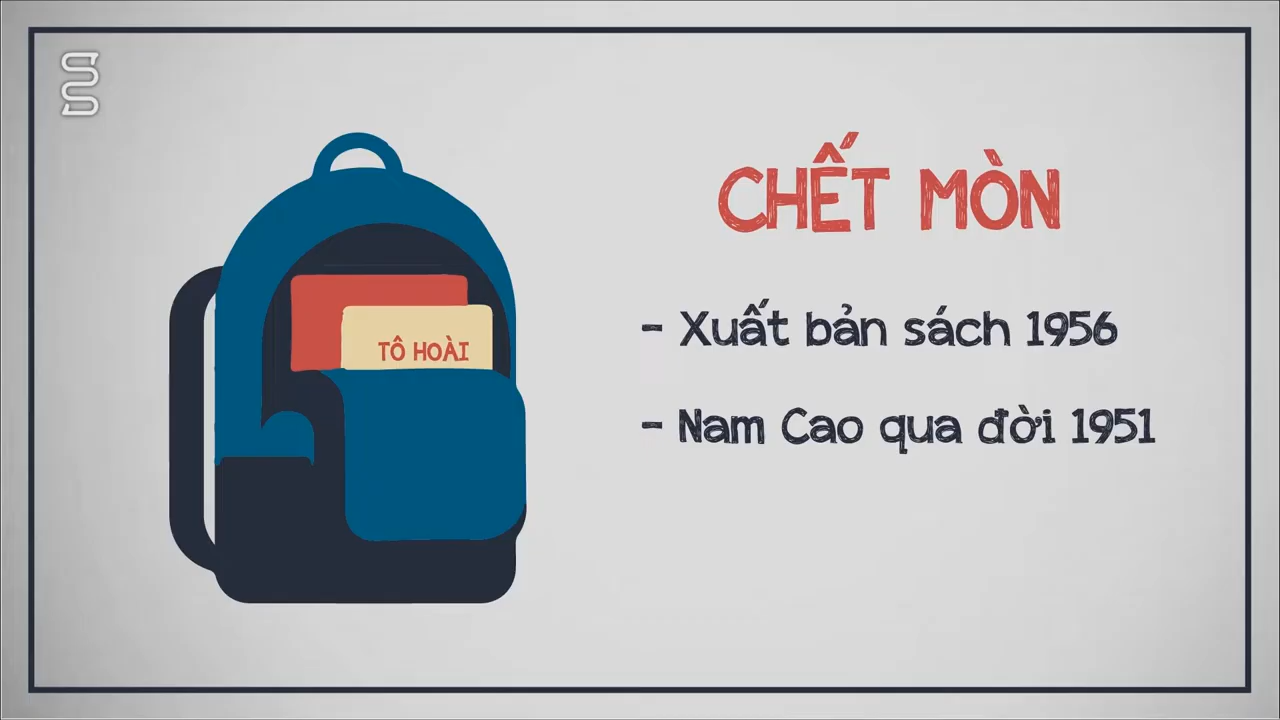 CHẾT MÒN
- Xuất bản sách 1956
TÔ HOÀI
- Nam Cao qua đời 1951